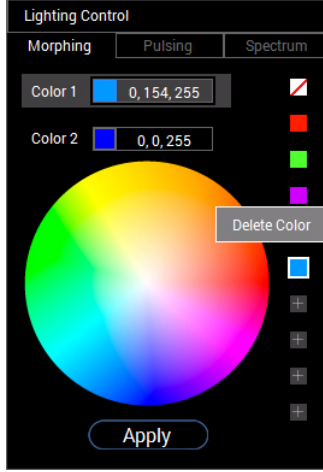 Lighting Control
Morphing Pulsing Spectrum
Color 1 0, 154, 255
Color 2 0, 0, 255
Delete Color
Apply